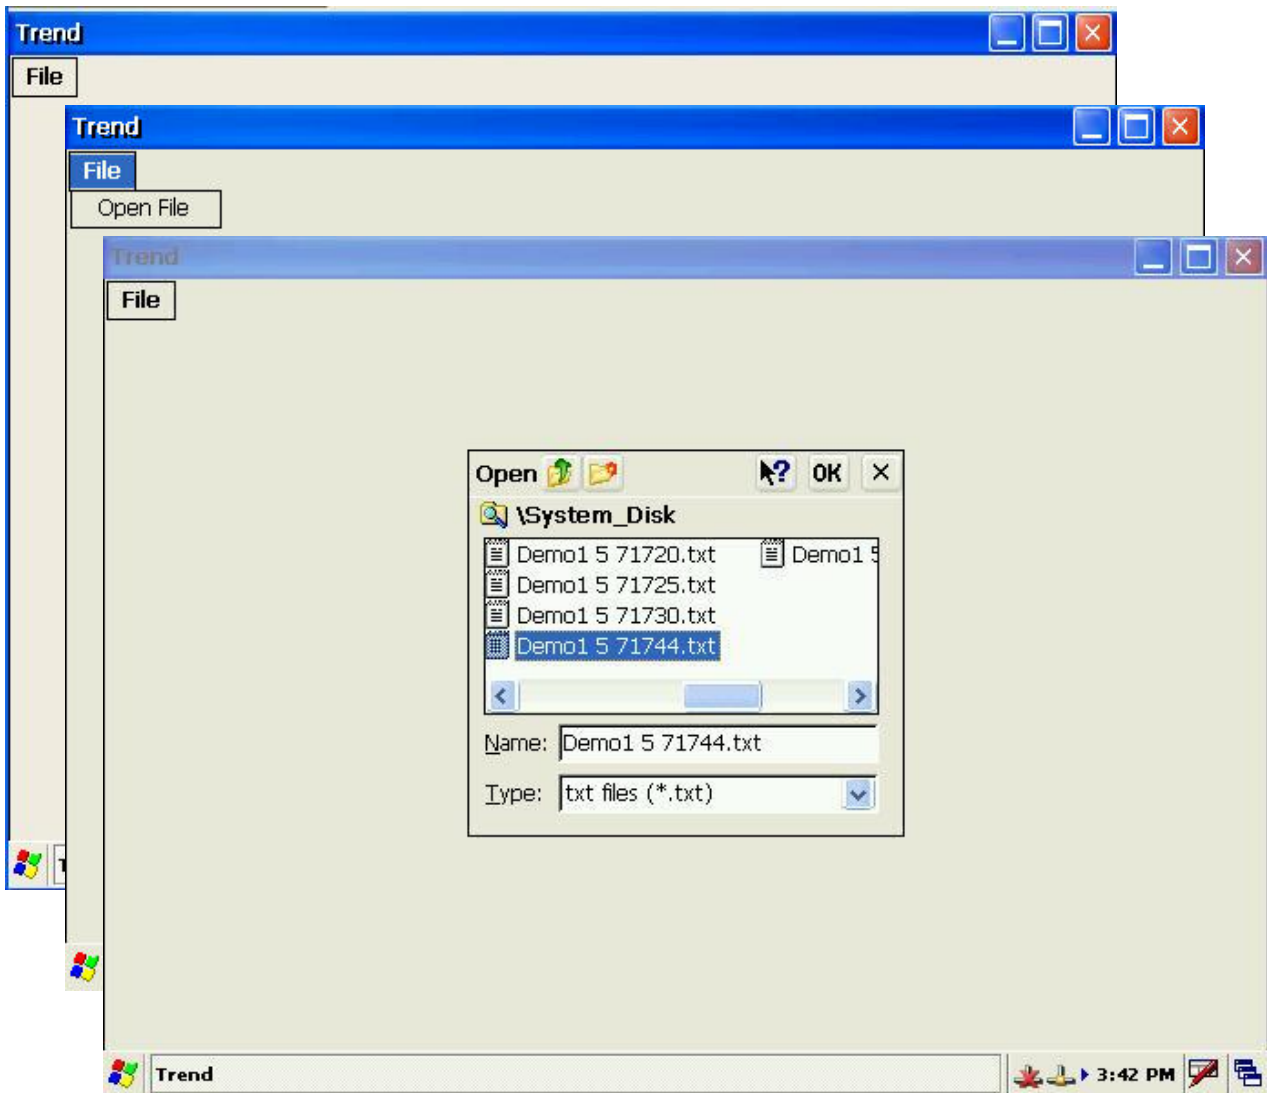 Trend
File
Trend
File
Open File
Trend
File
Open OK
\System_Disk
Demo1 5 71720.txt Demo1 5
Demo1 5 71725.txt
Demo1 5 71730.txt
Demo1 5 71744.txt
Name: Demo1 5 71744.txt
Type: txt files (*.txt)
Trend 3:42 PM